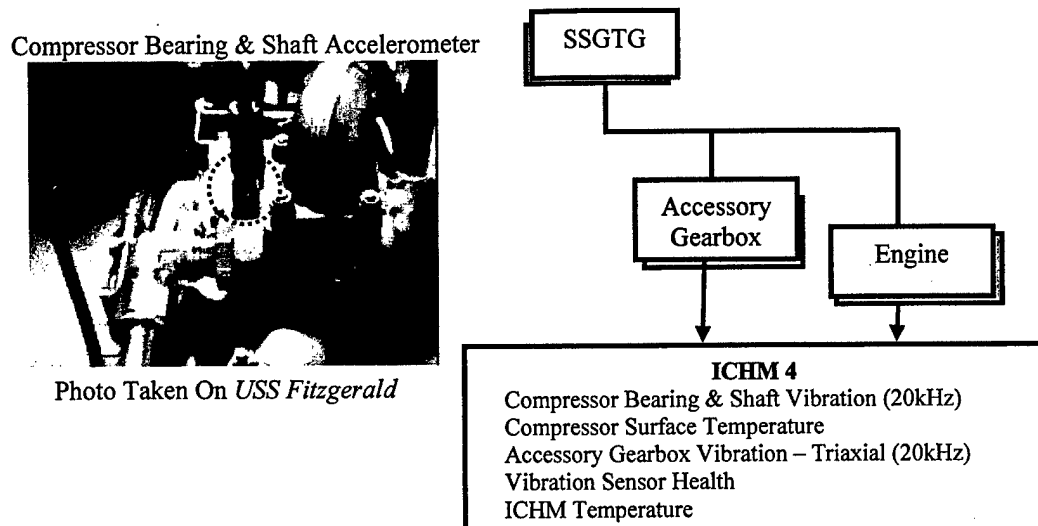 Compressor Bearing & Shaft Accelerometer
Photo Taken On USS Fitzgerald
SSGTG
Accessory
Gearbox
Engine
ICHM 4
Compressor Bearing & Shaft Vibration (20kHz)
Compressor Surface Temperature
Accessory Gearbox Vibration – Triaxial (20kHz)
Vibration Sensor Health
ICHM Temperature